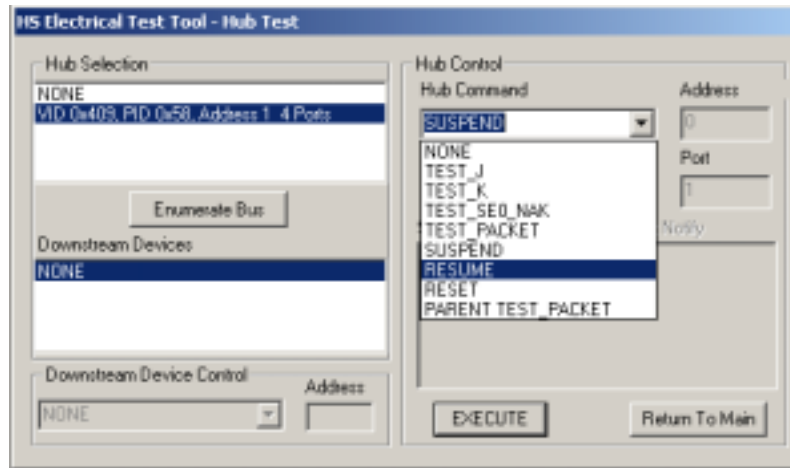 HS Electrical Test Tool - Hub Test
Hub Selection
NONE
VID 0x409, PID 0x58, Address 1 4 Ports
Enumerate Bus
Downstream Devices
NONE
Downstream Device Control
Address
NONE
Hub Control
Hub Command
Address
SUSPEND
0
NONE
TEST_J
TEST_K
TEST_SE0_NAK
TEST_PACKET
SUSPEND
RESUME
RESET
PARENT TEST_PACKET
Port
1
Notify
EXECUTE
Return To Main